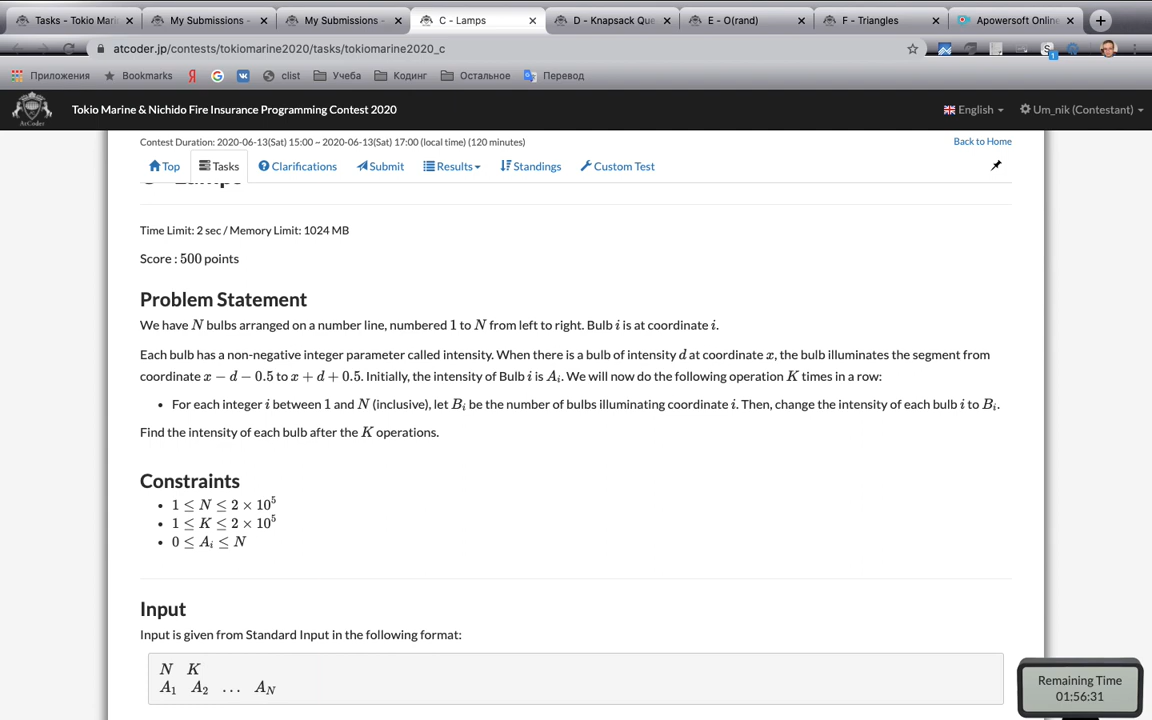 Tasks - Tokio Mari
My Submissions -
My Submissions -
C - Lamps
D - Knapsack Que
E - O(rand)
F - Triangles
Apowersoft Onlin
atcoder.jp/contests/tokiomarine2020/tasks/tokiomarine2020_c
Приложения
Bookmarks
clist
Учеба
Кодинг
Остальное
Перевод
Tokio Marine & Nichido Fire Insurance Programming Contest 2020
English
Um_nik (Contestant)
Contest Duration: 2020-06-13(Sat) 15:00 ~ 2020-06-13(Sat) 17:00 (local time) (120 minutes)
Back to Home
Top
Tasks
Clarifications
Submit
Results
Standings
Custom Test
C - Lamps
Time Limit: 2 sec / Memory Limit: 1024 MB
Score : 500 points
Problem Statement
We have N bulbs arranged on a number line, numbered 1 to N from left to right. Bulb i is at coordinate i.
Each bulb has a non-negative integer parameter called intensity. When there is a bulb of intensity d at coordinate x, the bulb illuminates the segment from
coordinate x − d − 0.5 to x + d + 0.5. Initially, the intensity of Bulb i is Ai. We will now do the following operation K times in a row:
• For each integer i between 1 and N (inclusive), let Bi be the number of bulbs illuminating coordinate i. Then, change the intensity of each bulb i to Bi.
Find the intensity of each bulb after the K operations.
Constraints
• 1 ≤ N ≤ 2 × 10^5
• 1 ≤ K ≤ 2 × 10^5
• 0 ≤ Ai ≤ N
Input
Input is given from Standard Input in the following format:
N K
A1 A2 ... AN
Remaining Time
01:56:31